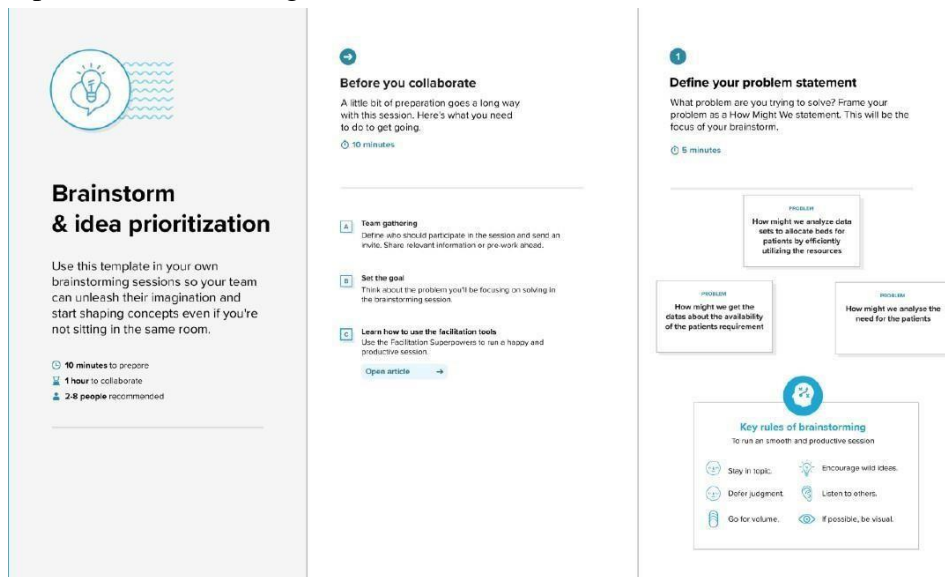 Brainstorm
& idea prioritization
Use this template in your own
brainstorming sessions so your team
can unleash their imagination and
start shaping concepts even if you're
not sitting in the same room.
10 minutes to prepare
1 hour to collaborate
2-8 people recommended
Before you collaborate
A little bit of preparation goes a long way
with this session. Here's what you need
to do to get going.
10 minutes
A
Team gathering
Define who should participate in the session and send an
invite. Share relevant information or pre-work ahead.
B
Set the goal
Think about the problem you'll be focusing on solving in
the brainstorming session.
C
Learn how to use the facilitation tools
Use the Facilitation Superpowers to run a happy and
productive session.
Open article
1
Define your problem statement
What problem are you trying to solve? Frame your
problem as a How Might We statement. This will be the
focus of your brainstorm.
5 minutes
PROBLEM
How might we analyze data
sets to allocate beds for
patients by efficiently
utilizing the resources
PROBLEM
How might we get the
datas about the availability
of the patients requirement
PROBLEM
How might we analyse the
need for the patients
Key rules of brainstorming
To run an smooth and productive session
Stay in topic.
Encourage wild ideas.
Defer judgment.
Listen to others.
Go for volume.
If possible, be visual.